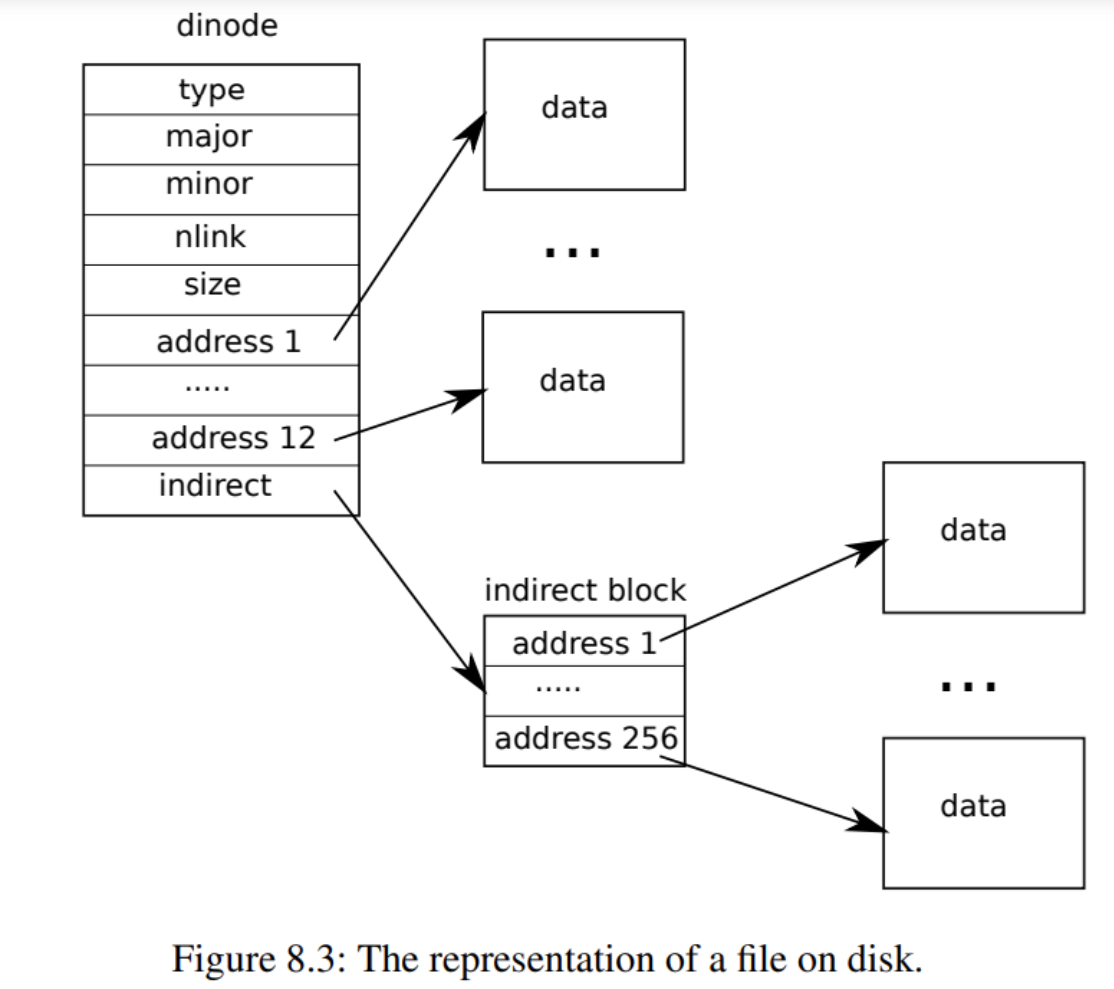 dinode
type
major
minor
nlink
size
address 1
.....
address 12
indirect
data
...
data
indirect block
address 1
.....
address 256
data
...
data
Figure 8.3: The representation of a file on disk.